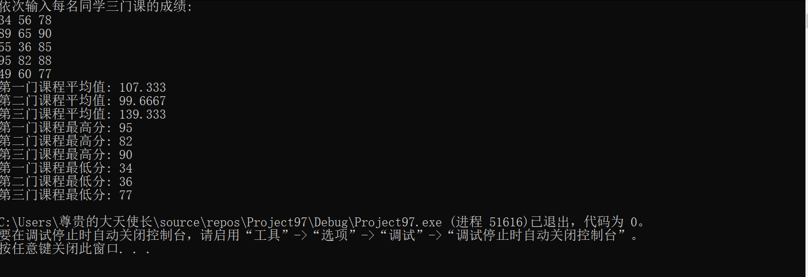 依次输入每名同学三门课的成绩:
34 56 78
89 65 90
55 36 85
95 82 88
49 60 77
第一门课程平均值: 107.333
第二门课程平均值: 99.6667
第三门课程平均值: 139.333
第一门课程最高分: 95
第二门课程最高分: 82
第三门课程最高分: 90
第一门课程最低分: 34
第二门课程最低分: 36
第三门课程最低分: 77
C:\Users\尊贵的大天使长\source\repos\Project97\Debug\Project97.exe (进程 51616)已退出，代码为 0。
要在调试停止时自动关闭控制台，请启用“工具”->“选项”->“调试”->“调试停止时自动关闭控制台”。
按任意键关闭此窗口. . .